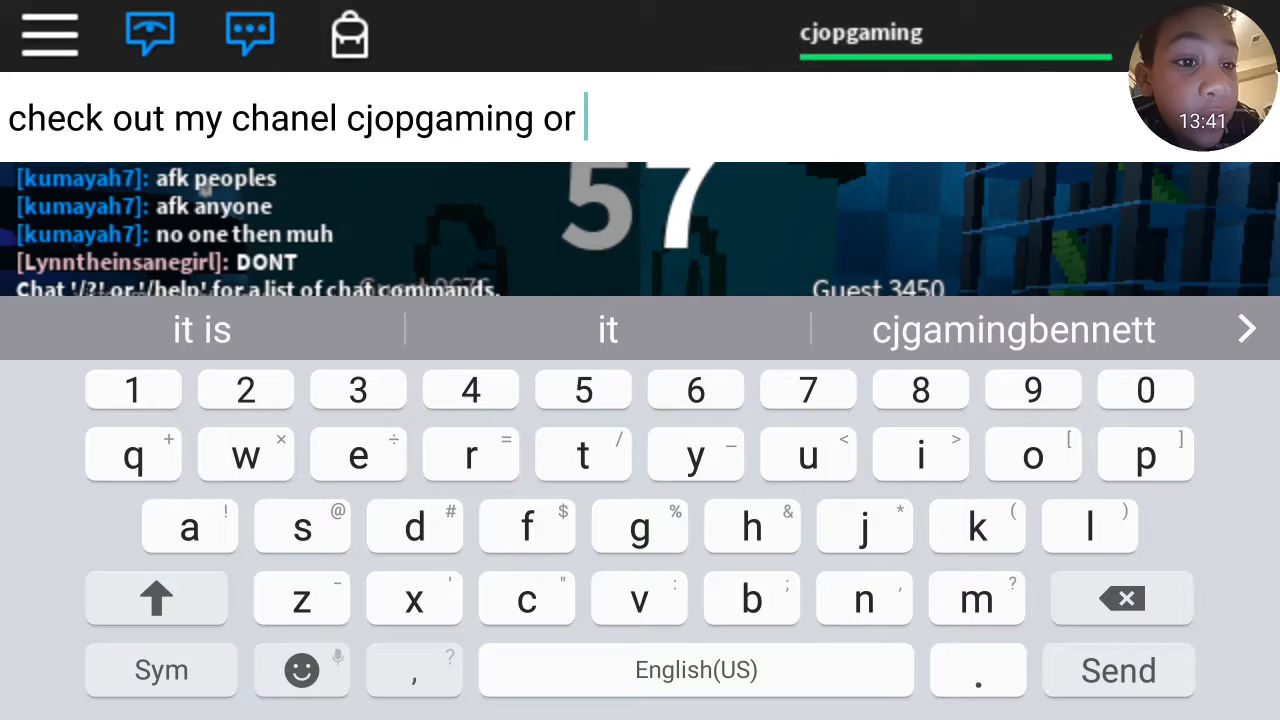 cjopgaming
13:41
check out my chanel cjopgaming or
57
[kumayah7]: afk peoples
[kumayah7]: afk anyone
[kumayah7]: no one then muh
[Lynntheinsanegirl]: DONT
Chat '/?' or '/help' for a list of chat commands.
Guest 3450
it is it cjgamingbennett
1 2 3 4 5 6 7 8 9 0
+ × ÷ = / _ < > [ ]
q w e r t y u i o p
! @ # $ % & * ( )
a s d f g h j k l
- ' " : ; , ?
z x c v b n m
Sym , ? English(US) . Send